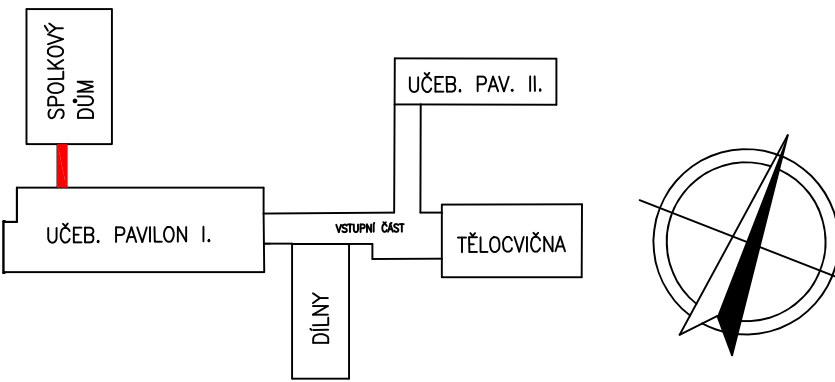 SPOLKOVÝ
DŮM
UČEB. PAV. II.
UČEB. PAVILON I.
VSTUPNÍ ČÁST
TĚLOCVIČNA
DÍLNY